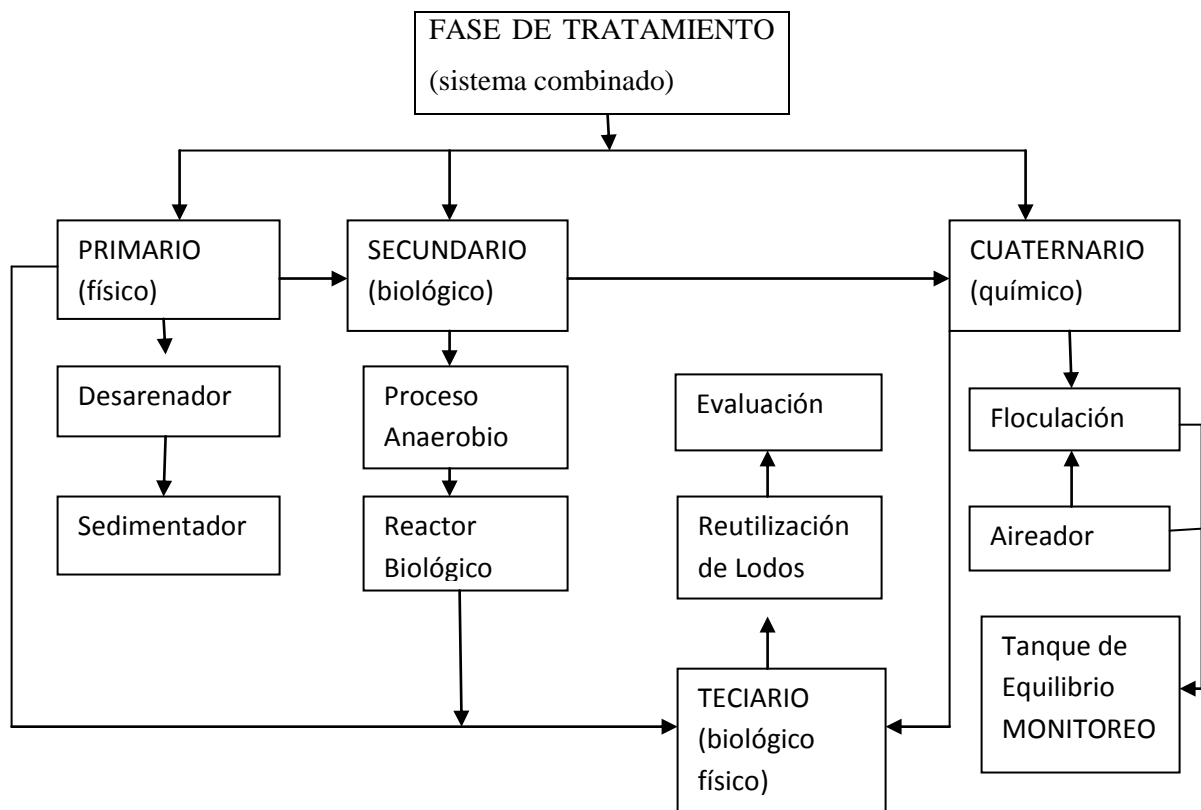 FASE DE TRATAMIENTO
(sistema combinado)
PRIMARIO
(físico)
SECUNDARIO
(biológico)
CUATERNARIO
(químico)
Desarenador
Proceso
Anaerobio
Evaluación
Floculación
Sedimentador
Reactor
Biológico
Reutilización
de Lodos
Aireador
TECIARIO
(biológico
físico)
Tanque de
Equilibrio
MONITOREO